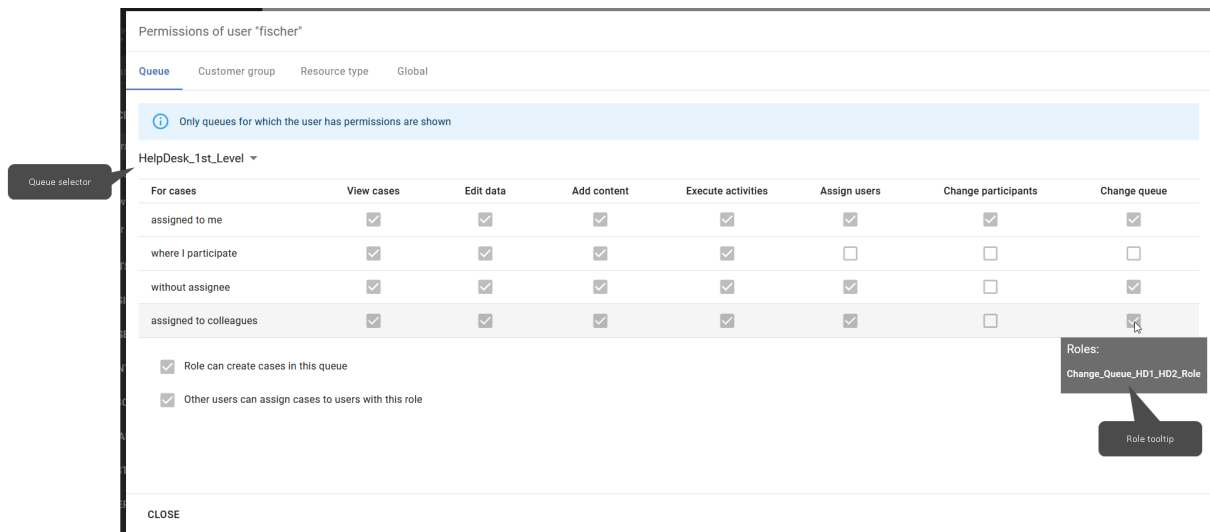 Permissions of user "fischer"
Queue Customer group Resource type Global
Only queues for which the user has permissions are shown
HelpDesk_1st_Level
Queue selector
For cases View cases Edit data Add content Execute activities Assign users Change participants Change queue
assigned to me
where I participate
without assignee
assigned to colleagues
Roles:
Role can create cases in this queue
Change_Queue_HD1_HD2_Role
Other users can assign cases to users with this role
Role tooltip
CLOSE